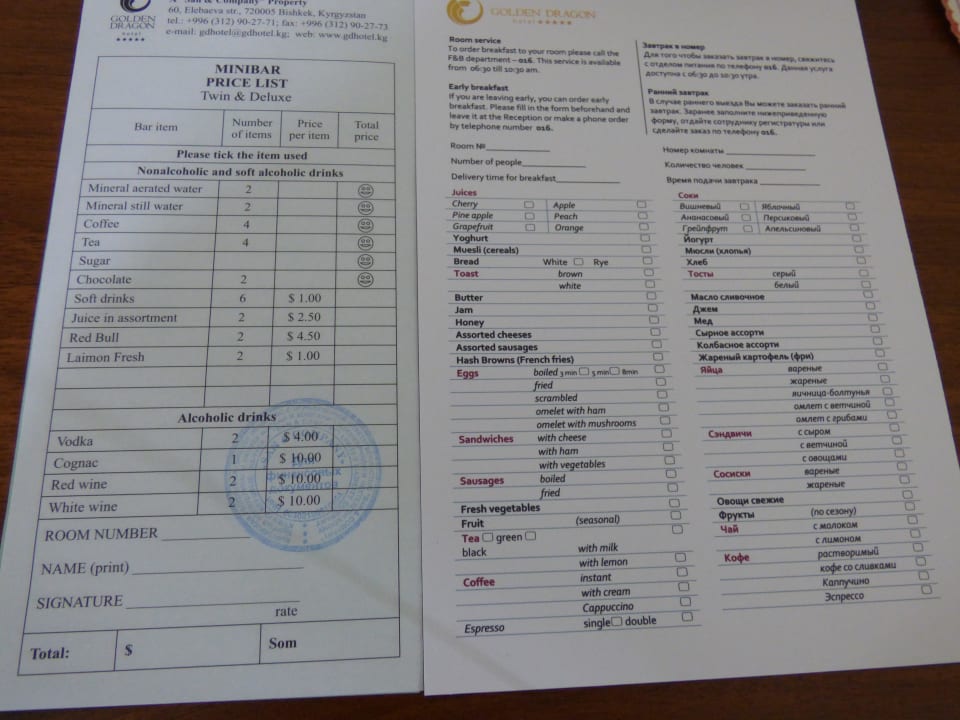 GOLDEN
DRAGON
hotel
★★★★★
A "San & Company" Property
60, Elebaeva str., 720005 Bishkek, Kyrgyzstan
tel.: +996 (312) 90-27-71; fax: +996 (312) 90-27-73
e-mail: gdhotel@gdhotel.kg; web: www.gdhotel.kg
MINIBAR
PRICE LIST
Twin & Deluxe
Bar item Number of items Price per item Total price
Please tick the item used
Nonalcoholic and soft alcoholic drinks
Mineral aerated water 2
Mineral still water 2
Coffee 4
Tea 4
Sugar
Chocolate 2
Soft drinks 6 $ 1.00
Juice in assortment 2 $ 2.50
Red Bull 2 $ 4.50
Laimon Fresh 2 $ 1.00
Alcoholic drinks
Vodka 2 $ 4.00
Cognac 1 $ 10.00
Red wine 2 $ 10.00
White wine 2 $ 10.00
ROOM NUMBER
NAME (print)
SIGNATURE
rate
Total: $ Som
GOLDEN DRAGON
hotel ★★★★★
Room service
To order breakfast to your room please call the
F&B department – 016. This service is available
from 06:30 till 10:30 am.
Early breakfast
If you are leaving early, you can order early
breakfast. Please fill in the form beforehand and
leave it at the Reception or make a phone order
by telephone number 016.
Room №
Number of people
Delivery time for breakfast
Juices
Cherry Apple
Pine apple Peach
Grapefruit Orange
Yoghurt
Muesli (cereals)
Bread White Rye
Toast brown
white
Butter
Jam
Honey
Assorted cheeses
Assorted sausages
Hash Browns (French fries)
Eggs boiled 3 min 5 min 8min
fried
scrambled
omelet with ham
omelet with mushrooms
Sandwiches with cheese
with ham
with vegetables
Sausages boiled
fried
Fresh vegetables
Fruit (seasonal)
Tea green
black with milk
with lemon
Coffee instant
with cream
Cappuccino
Espresso single double
Завтрак в номер
Для того чтобы заказать завтрак в номер, свяжитесь
с отделом питания по телефону 016. Данная услуга
доступна с 06:30 до 10:30 утра.
Ранний завтрак
В случае раннего выезда Вы можете заказать ранний
завтрак. Заранее заполните нижеприведенную
форму, отдайте сотруднику регистратуры или
сделайте заказ по телефону 016.
Номер комнаты
Количество человек
Время подачи завтрака
Соки
Вишневый Яблочный
Ананасовый Персиковый
Грейпфрут Апельсиновый
Йогурт
Мюсли (хлопья)
Хлеб
Тосты серый
белый
Масло сливочное
Джем
Мед
Сырное ассорти
Колбасное ассорти
Жареный картофель (фри)
Яйца вареные
жареные
яичница-болтунья
омлет с ветчиной
омлет с грибами
Сэндвичи с сыром
с ветчиной
с овощами
Сосиски вареные
жареные
Овощи свежие
Фрукты (по сезону)
Чай с молоком
с лимоном
Кофе растворимый
кофе со сливками
Каппучино
Эспрессо